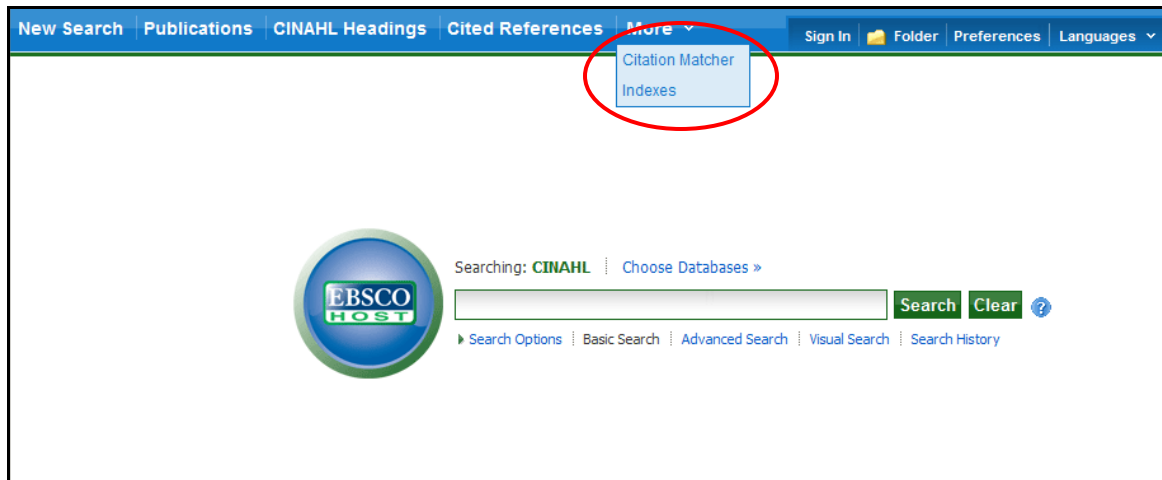 New Search Publications CINAHL Headings Cited References More Sign In Folder Preferences Languages
Citation Matcher
Indexes
Searching: CINAHL Choose Databases »
EBSCO
HOST
Search Clear ?
Search Options Basic Search Advanced Search Visual Search Search History